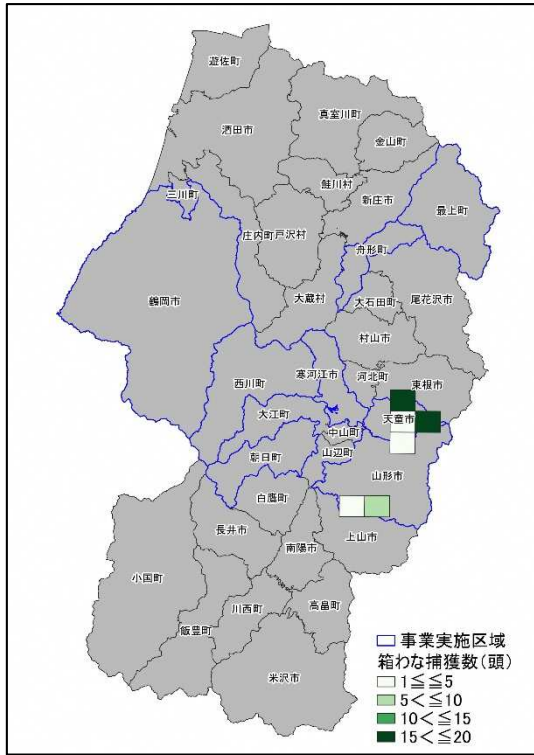 遊佐町
真室川町
酒田市
金山町
鮭川村
三川町
新庄市
最上町
庄内町
戸沢村
舟形町
鶴岡市
大蔵村
大石田町
尾花沢市
村山市
寒河江市
河北町
西川町
東根市
大江町
天童市
中山町
朝日町
山辺町
山形市
白鷹町
長井市
上山市
南陽市
小国町
高畠町
川西町
飯豊町
米沢市
事業実施区域
箱わな捕獲数(頭)
1≦≦5
5<≦10
10<≦15
15<≦20